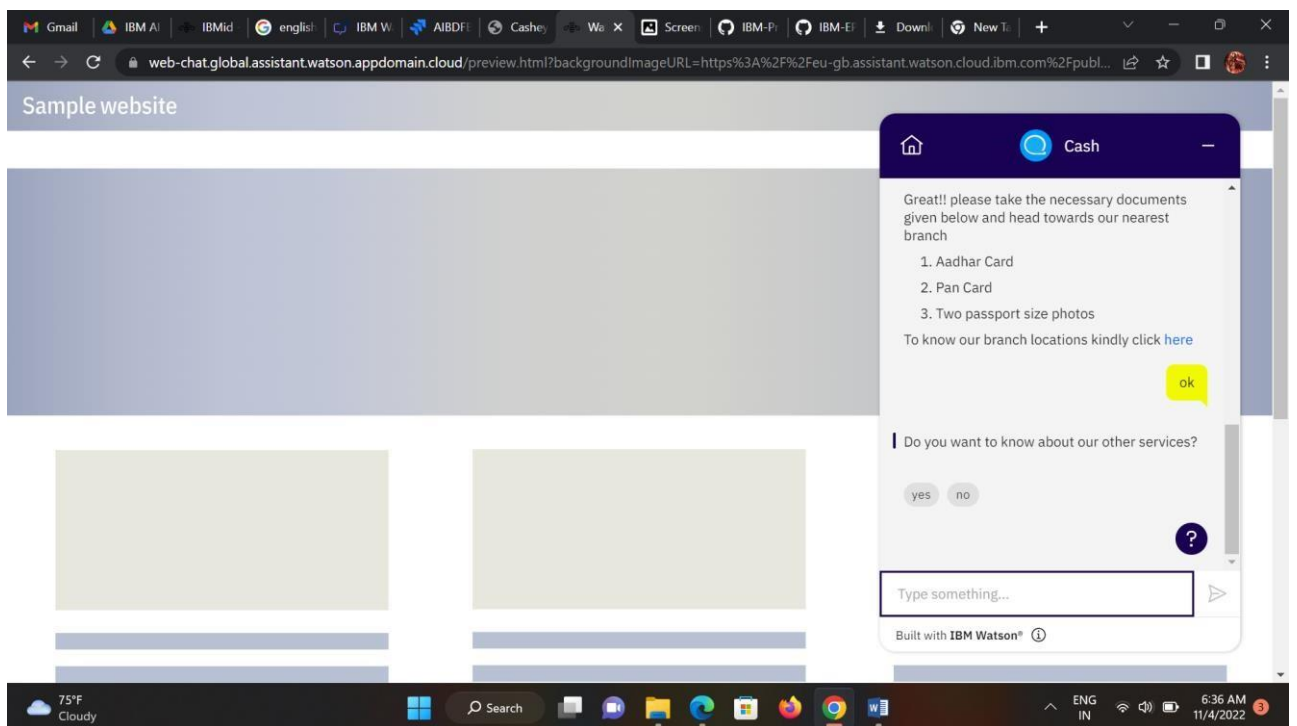 Gmail
IBM AI
IBMid
english
IBM W
AIBDF
Cashey
Wa
Screen
IBM-Pr
IBM-EP
Downl
New Ta
web-chat.global.assistant.watson.appdomain.cloud/preview.html?backgroundImageURL=https%3A%2F%2Feu-gb.assistant.watson.cloud.ibm.com%2Fpubl...
Sample website
Cash
Great!! please take the necessary documents
given below and head towards our nearest
branch
1. Aadhar Card
2. Pan Card
3. Two passport size photos
To know our branch locations kindly click here
ok
Do you want to know about our other services?
yes no
?
Type something...
Built with IBM Watson®
75°F
Cloudy
Search
ENG
IN
6:36 AM
11/4/2022
3